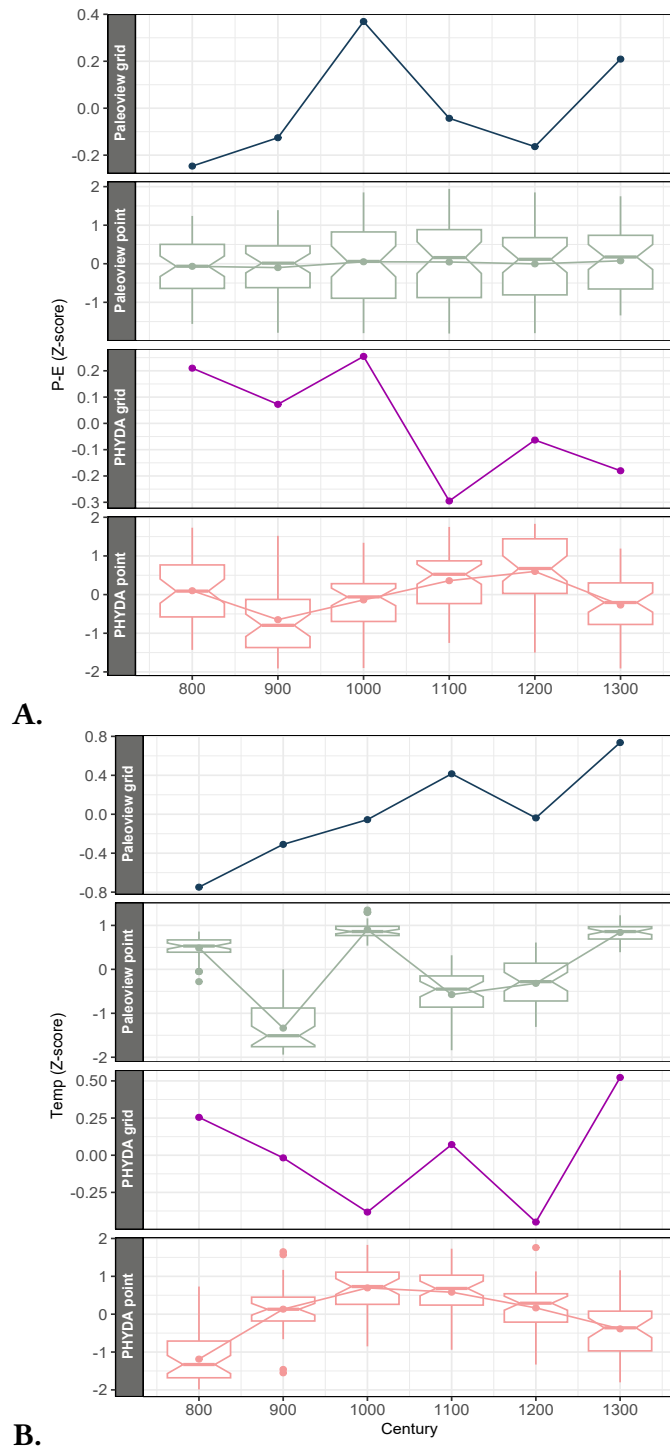 0.4
0.2
0.0
-0.2
Paleoview grid
2
1
0
-1
Paleoview point
P-E (Z-score)
0.2
0.1
0.0
-0.1
-0.2
-0.3
PHYDA grid
2
1
0
-1
-2
PHYDA point
800 900 1000 1100 1200 1300
A.
0.8
0.4
0.0
-0.4
-0.8
Paleoview grid
1
0
-1
-2
Paleoview point
Temp (Z-score)
0.50
0.25
0.00
-0.25
PHYDA grid
2
1
0
-1
-2
PHYDA point
800 900 1000 1100 1200 1300
Century
B.